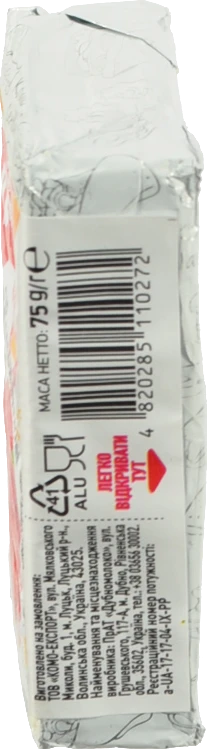 МАСА НЕТТО: 75 g/г е
4 820285 110272
41
ALU
ЛЕГКО
ВІДКРИВАТИ
ТУТ
Виготовлено на замовлення:
ТОВ «КОМО-ЕКСПОРТ», вул. Мяловського
Миколи, буд. 1, м. Луцьк, Луцький р-н.,
Волинська обл., Україна, 43025.
Найменування та місцезнаходження
виробника: ПрАТ «Дубномолоко», вул.
Грушевського, 117-А, м. Дубно, Рівненська
обл., 35602, Україна, тел.: +38 03656 30002.
Реєстраційний номер потужності:
a-UA-17-17-04-IX-PP